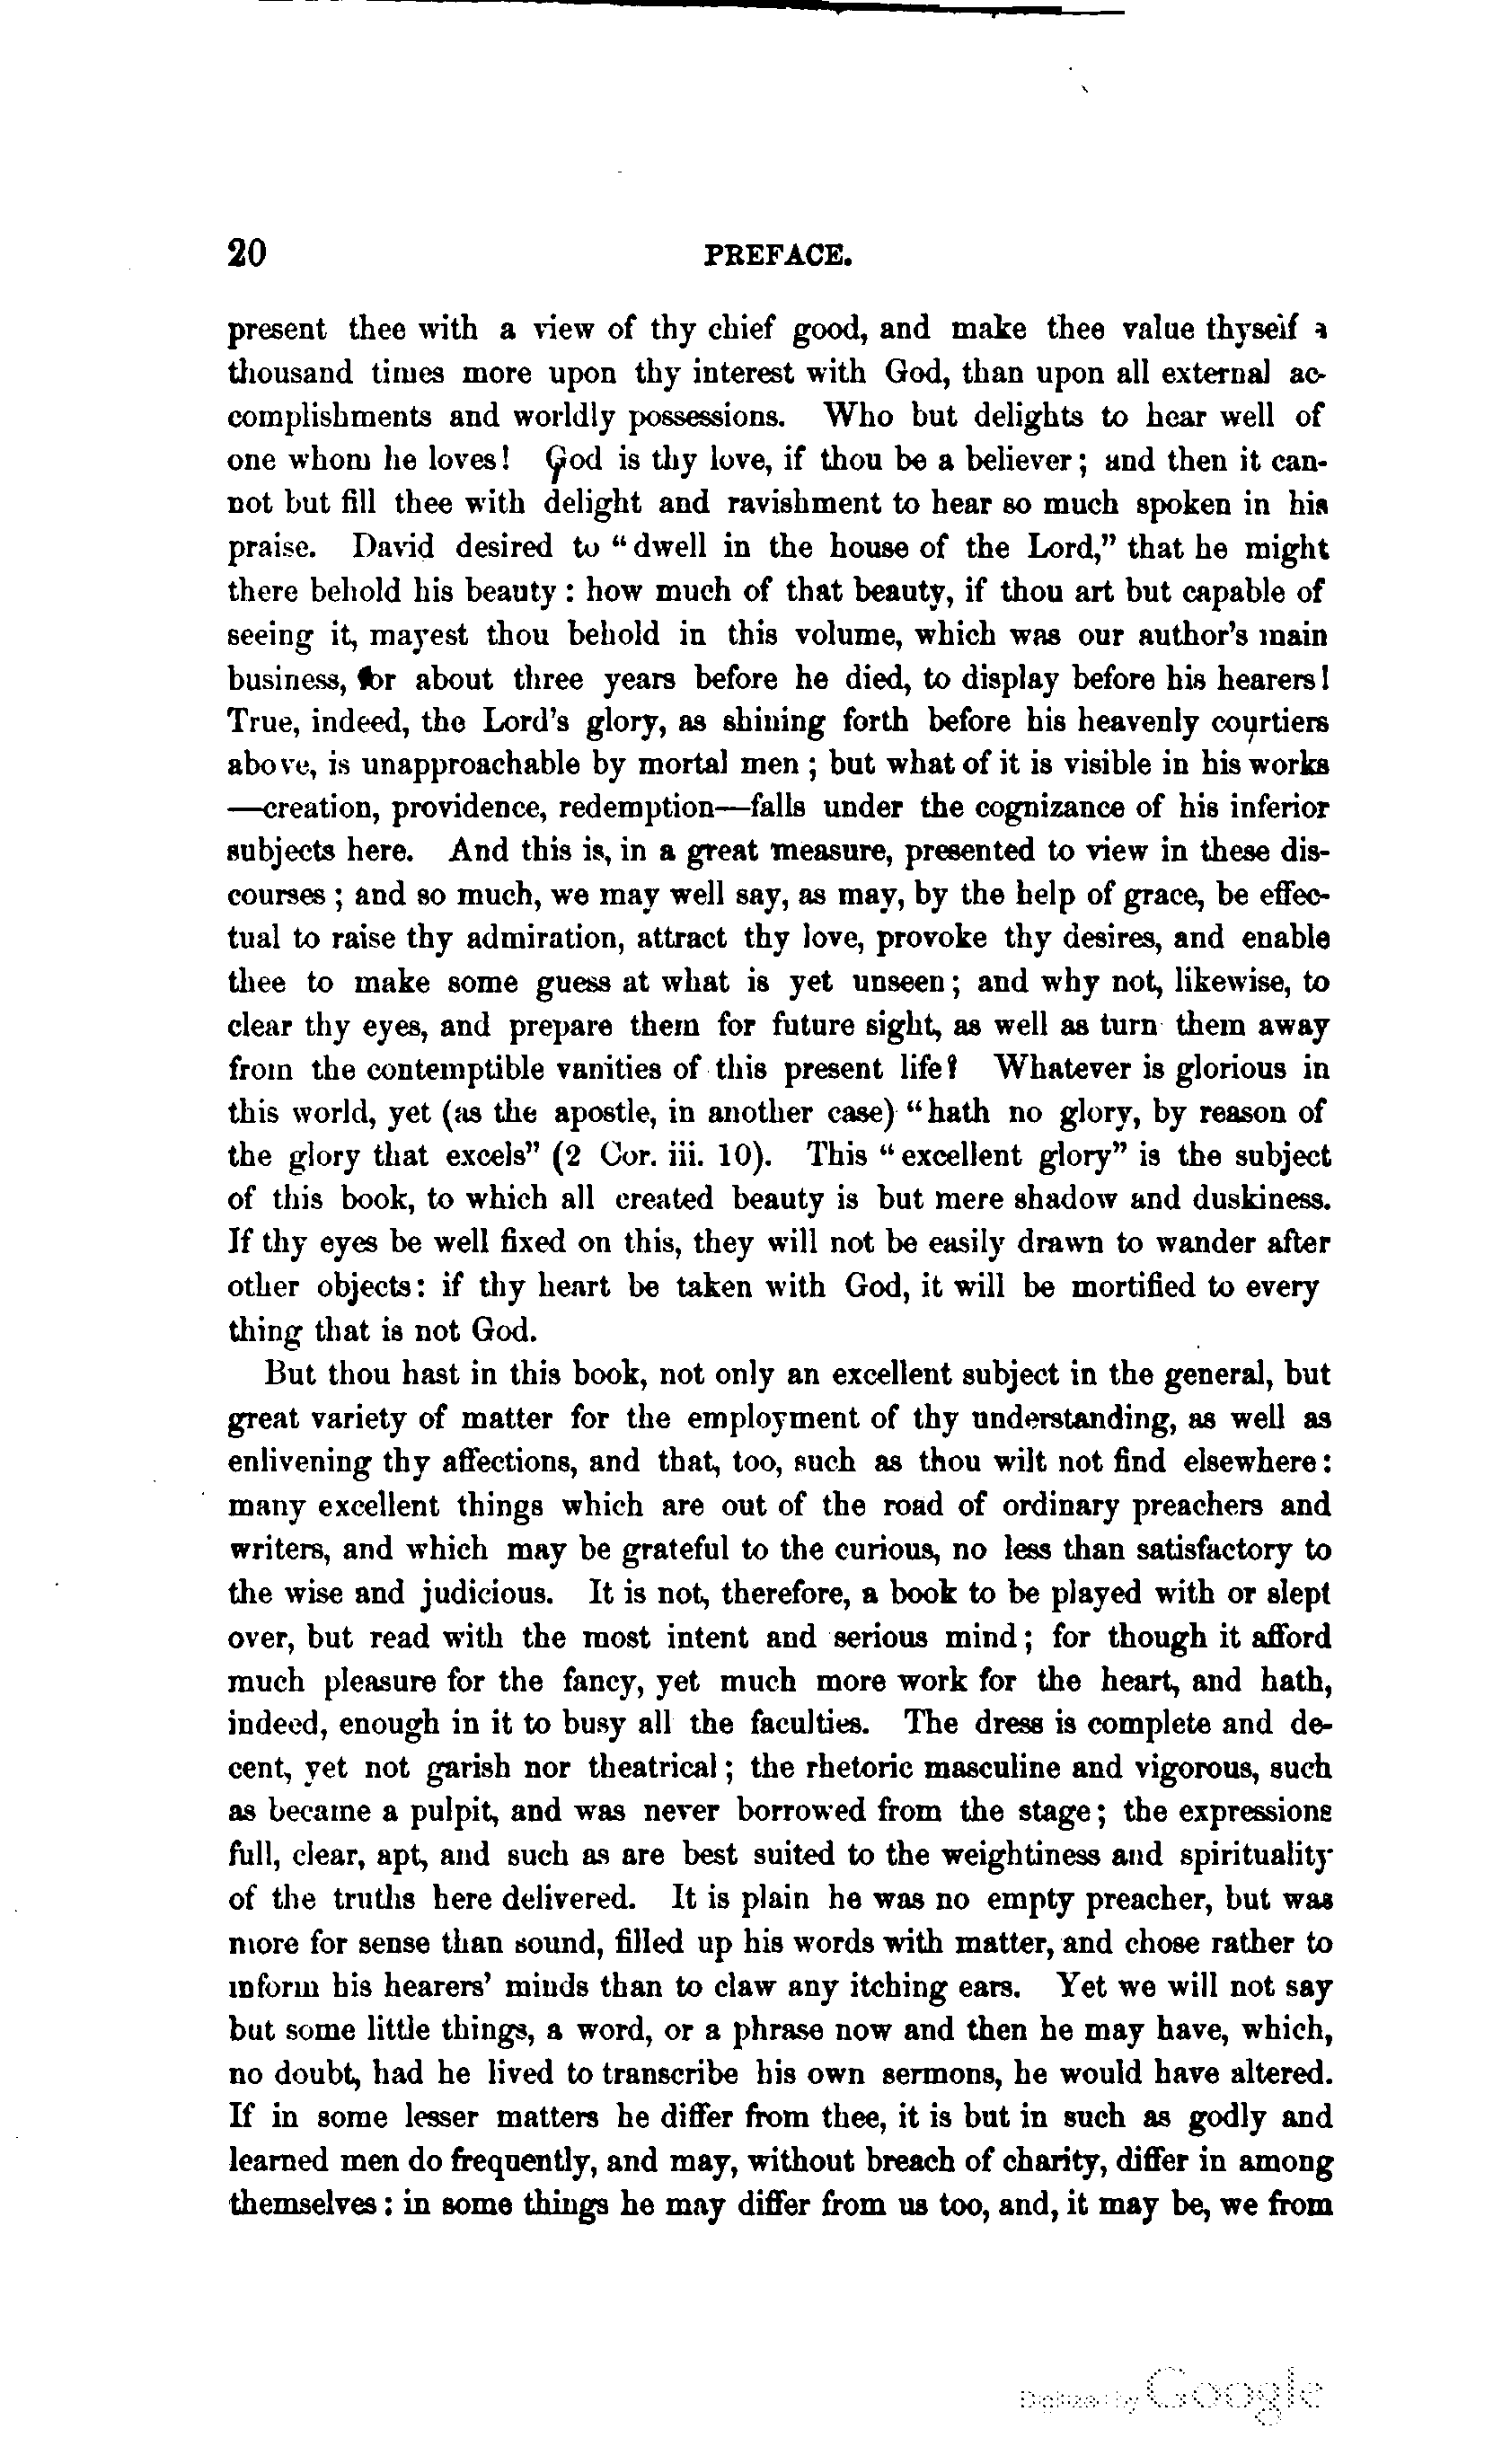 20 PREFACE.
present thee with a view of thy chief good, and make thee value thyself a
thousand times more upon thy interest with God, than upon all external ac-
complishments and worldly possessions. Who but delights to hear well of
one whom he loves! God is thy love, if thou be a believer; and then it can-
not but fill thee with delight and ravishment to hear so much spoken in his
praise. David desired to “dwell in the house of the Lord,” that he might
there behold his beauty: how much of that beauty, if thou art but capable of
seeing it, mayest thou behold in this volume, which was our author's main
business, for about three years before he died, to display before his hearers!
True, indeed, the Lord's glory, as shining forth before his heavenly courtiers
above, is unapproachable by mortal men; but what of it is visible in his works
—creation, providence, redemption—falls under the cognizance of his inferior
subjects here. And this is, in a great measure, presented to view in these dis-
courses; and so much, we may well say, as may, by the help of grace, be effec-
tual to raise thy admiration, attract thy love, provoke thy desires, and enable
thee to make some guess at what is yet unseen; and why not, likewise, to
clear thy eyes, and prepare them for future sight, as well as turn them away
from the contemptible vanities of this present life? Whatever is glorious in
this world, yet (as the apostle, in another case) “hath no glory, by reason of
the glory that excels” (2 Cor. iii. 10). This “excellent glory” is the subject
of this book, to which all created beauty is but mere shadow and duskiness.
If thy eyes be well fixed on this, they will not be easily drawn to wander after
other objects: if thy heart be taken with God, it will be mortified to every
thing that is not God.
But thou hast in this book, not only an excellent subject in the general, but
great variety of matter for the employment of thy understanding, as well as
enlivening thy affections, and that, too, such as thou wilt not find elsewhere:
many excellent things which are out of the road of ordinary preachers and
writers, and which may be grateful to the curious, no less than satisfactory to
the wise and judicious. It is not, therefore, a book to be played with or slept
over, but read with the most intent and serious mind; for though it afford
much pleasure for the fancy, yet much more work for the heart, and hath,
indeed, enough in it to busy all the faculties. The dress is complete and de-
cent, yet not garish nor theatrical; the rhetoric masculine and vigorous, such
as became a pulpit, and was never borrowed from the stage; the expressions
full, clear, apt, and such as are best suited to the weightiness and spirituality
of the truths here delivered. It is plain he was no empty preacher, but was
more for sense than sound, filled up his words with matter, and chose rather to
inform his hearers' minds than to claw any itching ears. Yet we will not say
but some little things, a word, or a phrase now and then he may have, which,
no doubt, had he lived to transcribe his own sermons, he would have altered.
If in some lesser matters he differ from thee, it is but in such as godly and
learned men do frequently, and may, without breach of charity, differ in among
themselves: in some things he may differ from us too, and, it may be, we from
Digitized by Google